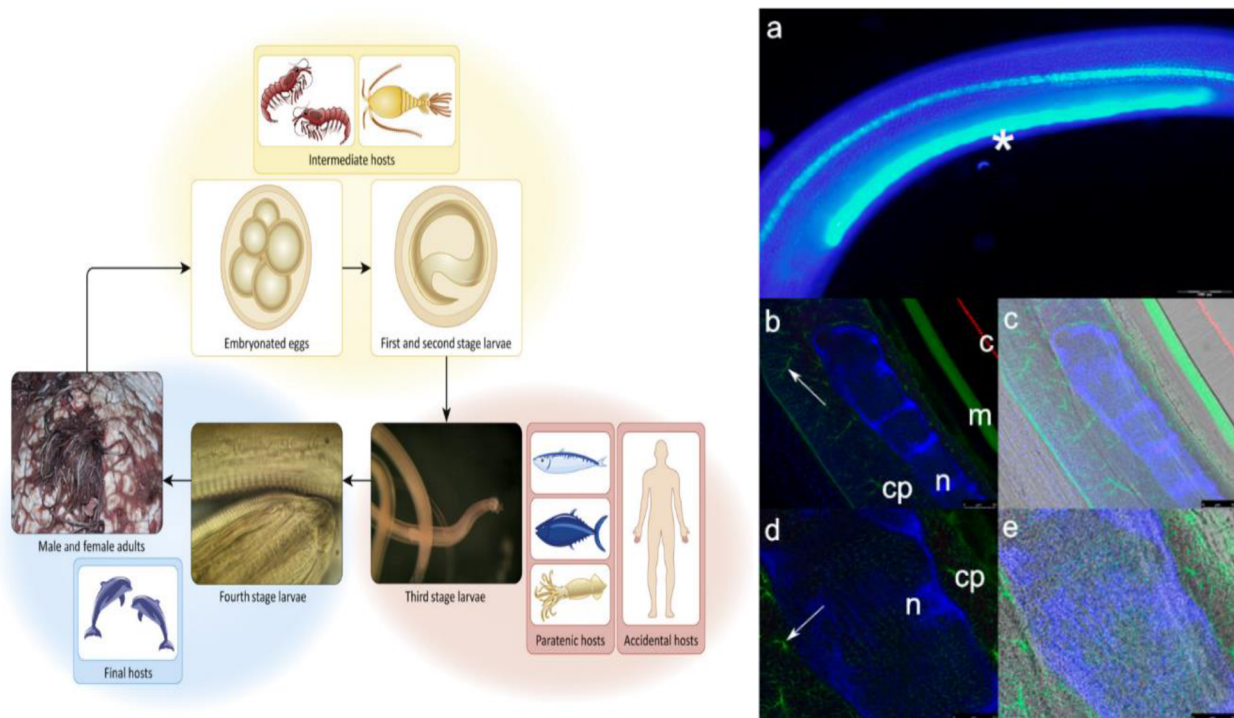 Intermediate hosts
Embryonated eggs
First and second stage larvae
Male and female adults
Fourth stage larvae
Third stage larvae
Final hosts
Paratenic hosts
Accidental hosts
a
*
b
c
m
cp
n
c
d
cp
n
e